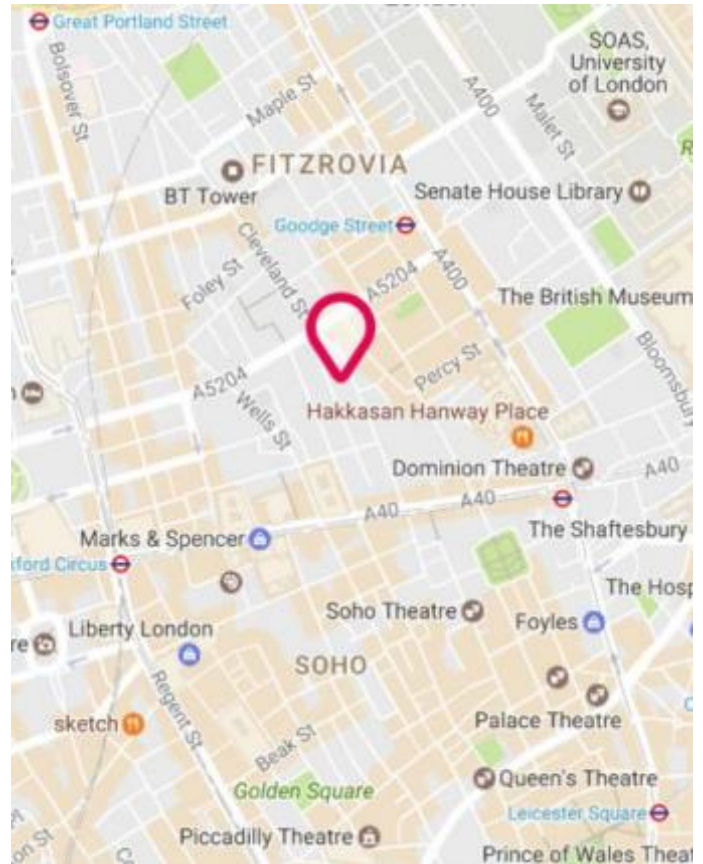 Great Portland Street
SOAS,
University
of London
Bolsover St
Maple St
A400
Malet St
FITZROVIA
BT Tower
Senate House Library
Goodge Street
Cleveland St
Foley St
A5204
A400
The British Museum
Percy St
Bloomsbury
A5204
Wells St
Hakkasan Hanway Place
Dominion Theatre
A40
A40
A40
Marks & Spencer
The Shaftesbury
xford Circus
The Hosp
Soho Theatre
Foyles
re
Liberty London
SOHO
Regent St
sketch
Palace Theatre
Beak St
Queen's Theatre
Golden Square
Leicester Square
Piccadilly Theatre
Prince of Wales Theat